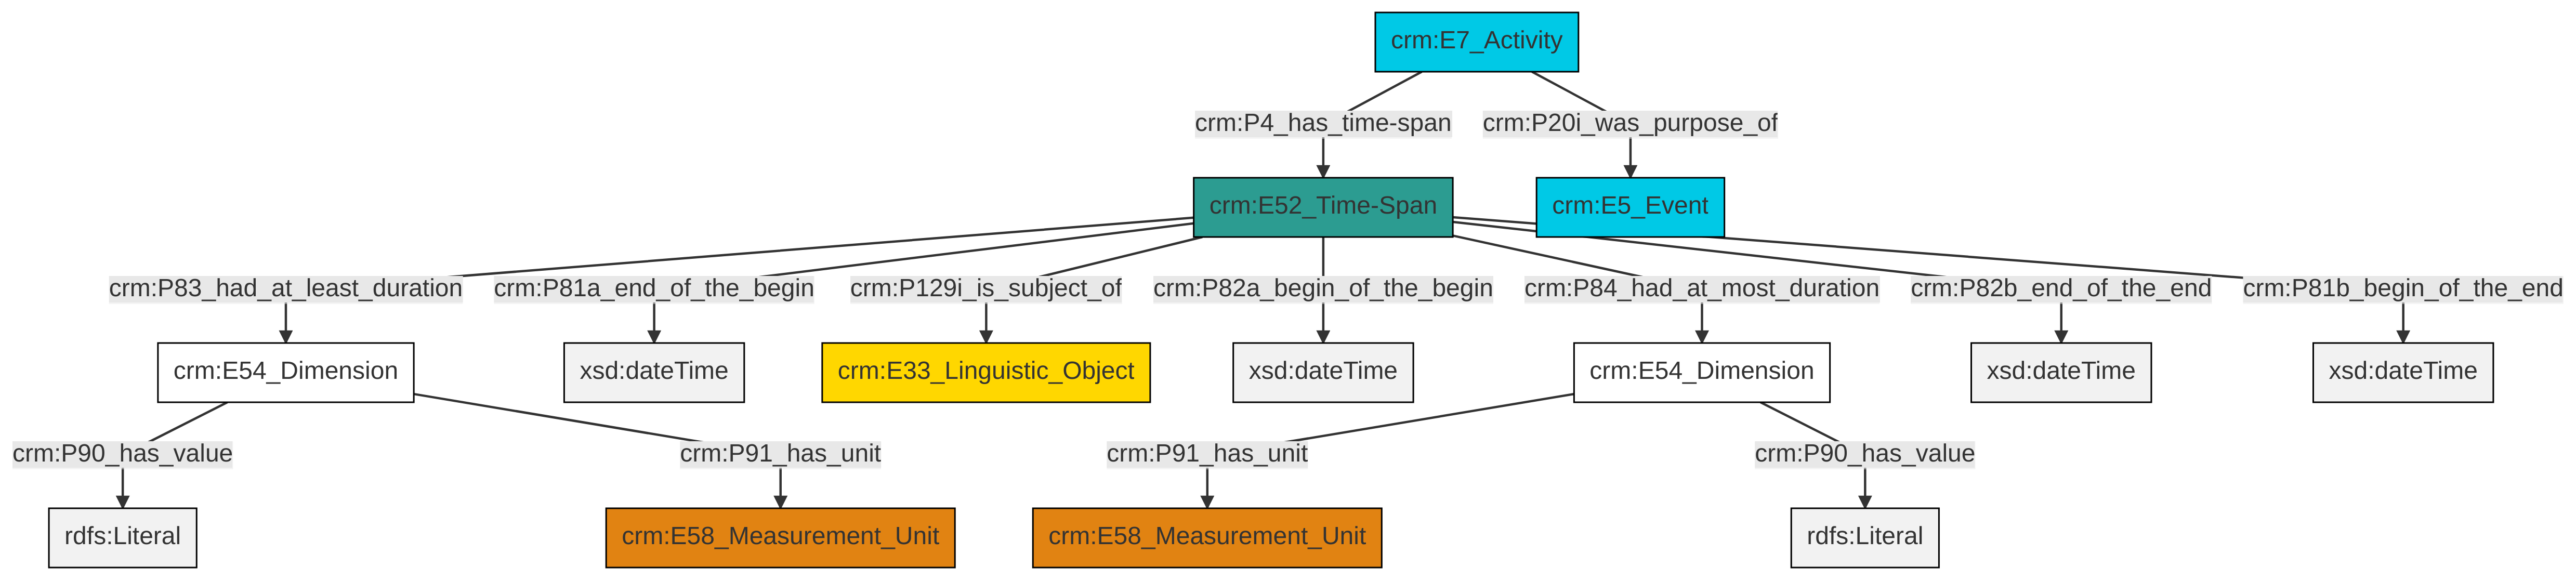 crm:E7_Activity
crm:P4_has_time-span
crm:P20i_was_purpose_of
crm:E52_Time-Span
crm:E5_Event
crm:P83_had_at_least_duration
crm:P81a_end_of_the_begin
crm:P129i_is_subject_of
crm:P82a_begin_of_the_begin
crm:P84_had_at_most_duration
crm:P82b_end_of_the_end
crm:P81b_begin_of_the_end
crm:E54_Dimension
xsd:dateTime
crm:E33_Linguistic_Object
xsd:dateTime
crm:E54_Dimension
xsd:dateTime
xsd:dateTime
crm:P90_has_value
crm:P91_has_unit
crm:P91_has_unit
crm:P90_has_value
rdfs:Literal
crm:E58_Measurement_Unit
crm:E58_Measurement_Unit
rdfs:Literal